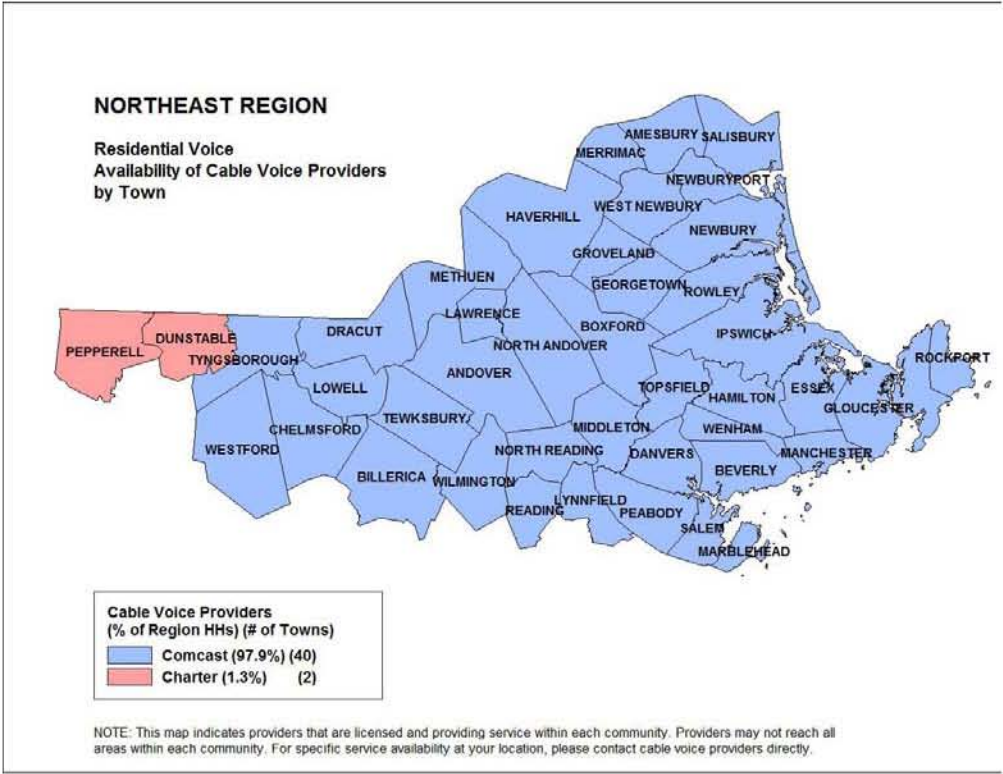 NORTHEAST REGION
Residential Voice
Availability of Cable Voice Providers
by Town
AMESBURY SALISBURY
MERRIMAC
NEWBURYPORT
WEST NEWBURY
HAVERHILL
NEWBURY
GROVELAND
METHUEN
GEORGETOWN
ROWLEY
LAWRENCE
DRACUT
BOXFORD
IPSWICH
DUNSTABLE
NORTH ANDOVER
PEPPERELL
TYNGSBOROUGH
ROCKPORT
ANDOVER
LOWELL
TOPSFIELD
ESSEX
HAMILTON
GLOUCESTER
TEWKSBURY
CHELMSFORD
MIDDLETON
WENHAM
WESTFORD
NORTH READING
DANVERS
MANCHESTER
BEVERLY
BILLERICA
WILMINGTON
LYNNFIELD
READING
PEABODY
SALEM
MARBLEHEAD
Cable Voice Providers
(% of Region HHs) (# of Towns)
Comcast (97.9%) (40)
Charter (1.3%) (2)
NOTE: This map indicates providers that are licensed and providing service within each community. Providers may not reach all
areas within each community. For specific service availability at your location, please contact cable voice providers directly.